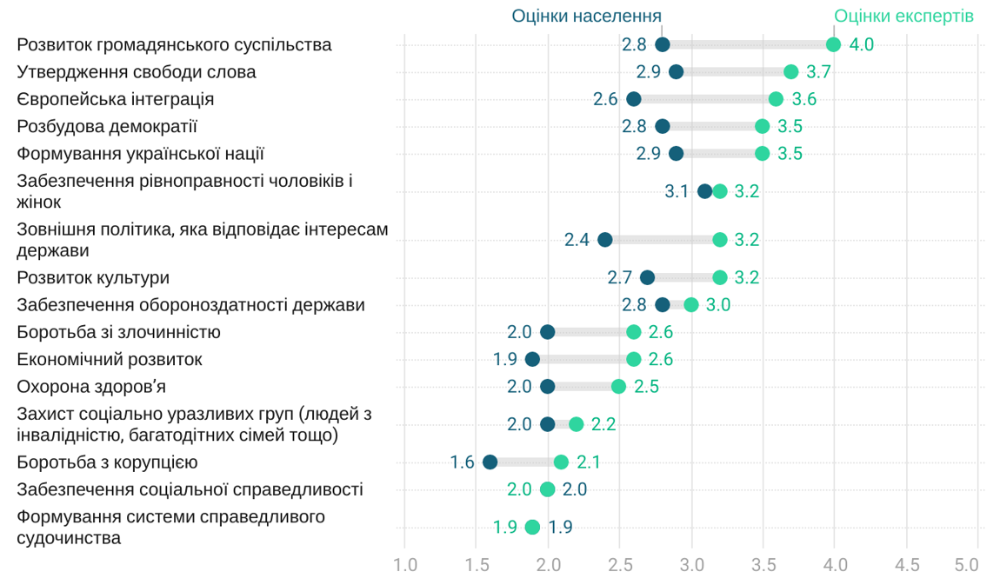 Оцінки населення Оцінки експертів
Розвиток громадянського суспільства 2.8 4.0
Утвердження свободи слова 2.9 3.7
Європейська інтеграція 2.6 3.6
Розбудова демократії 2.8 3.5
Формування української нації 2.9 3.5
Забезпечення рівноправності чоловіків і
жінок
3.1 3.2
Зовнішня політика, яка відповідає інтересам
держави
2.4 3.2
Розвиток культури 2.7 3.2
Забезпечення обороноздатності держави 2.8 3.0
Боротьба зі злочинністю 2.0 2.6
Економічний розвиток 1.9 2.6
Охорона здоров’я 2.0 2.5
Захист соціально уразливих груп (людей з
інвалідністю, багатодітних сімей тощо)
2.0 2.2
Боротьба з корупцією 1.6 2.1
Забезпечення соціальної справедливості 2.0 2.0
Формування системи справедливого
судочинства
1.9 1.9
1.0 1.5 2.0 2.5 3.0 3.5 4.0 4.5 5.0